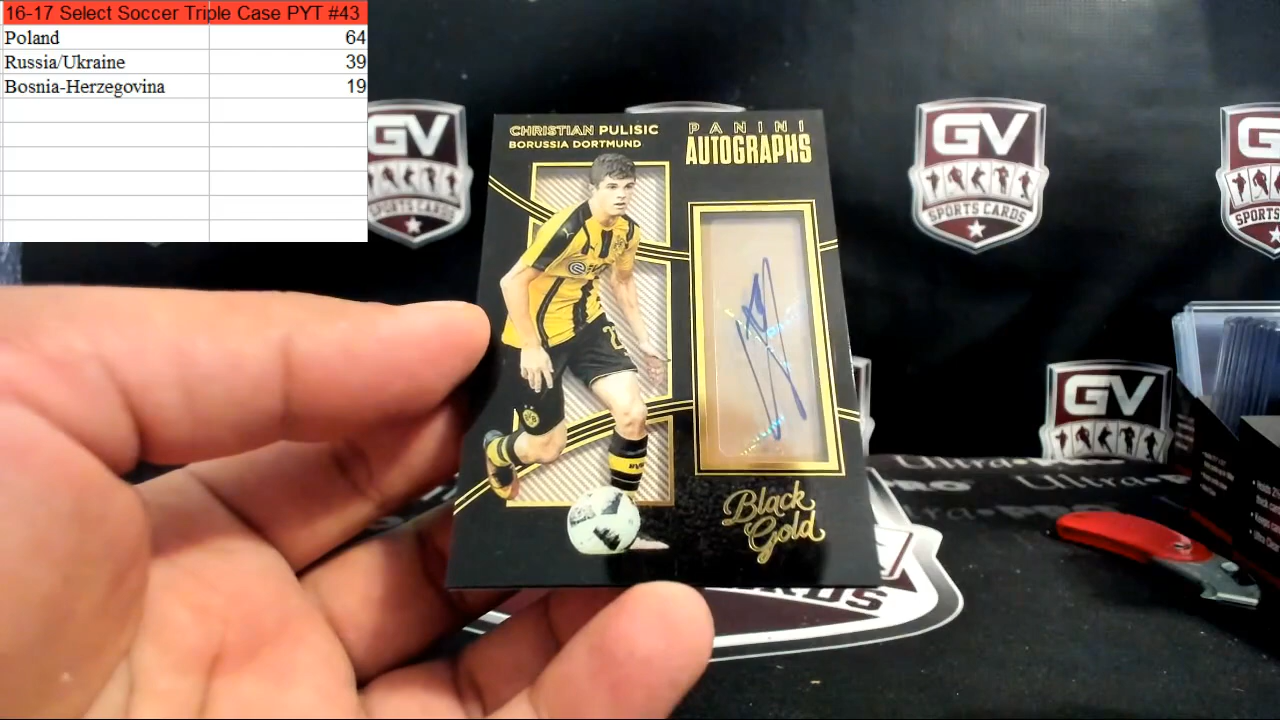 16-17 Select Soccer Triple Case PYT #43
Poland 64
Russia/Ukraine 39
Bosnia-Herzegovina 19
CHRISTIAN PULISIC
BORUSSIA DORTMUND
PANINI
AUTOGRAPHS
Black
Gold
GV
SPORTS CARDS
GV
SPORTS CARDS
GV
GV
Ultra
PRO
Ultra